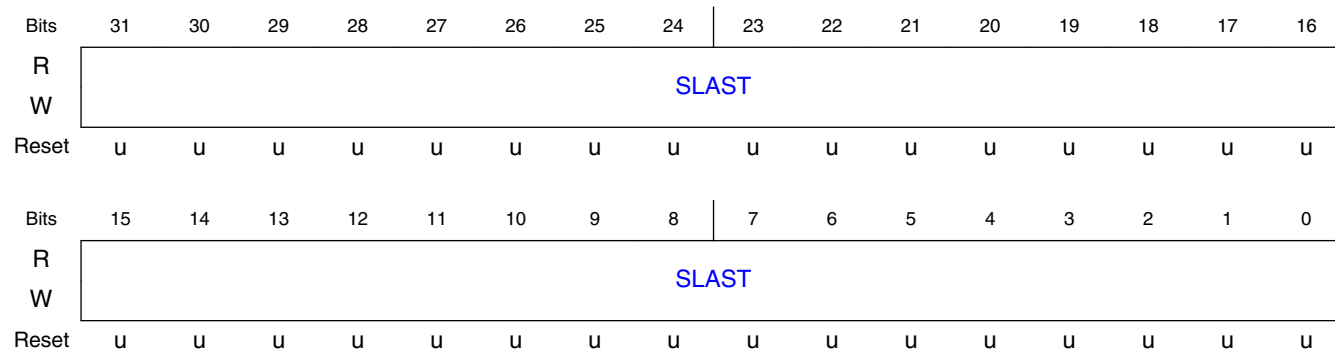 Bits 31 30 29 28 27 26 25 24 23 22 21 20 19 18 17 16
R
SLAST
W
Reset u u u u u u u u u u u u u u u u
Bits 15 14 13 12 11 10 9 8 7 6 5 4 3 2 1 0
R
SLAST
W
Reset u u u u u u u u u u u u u u u u